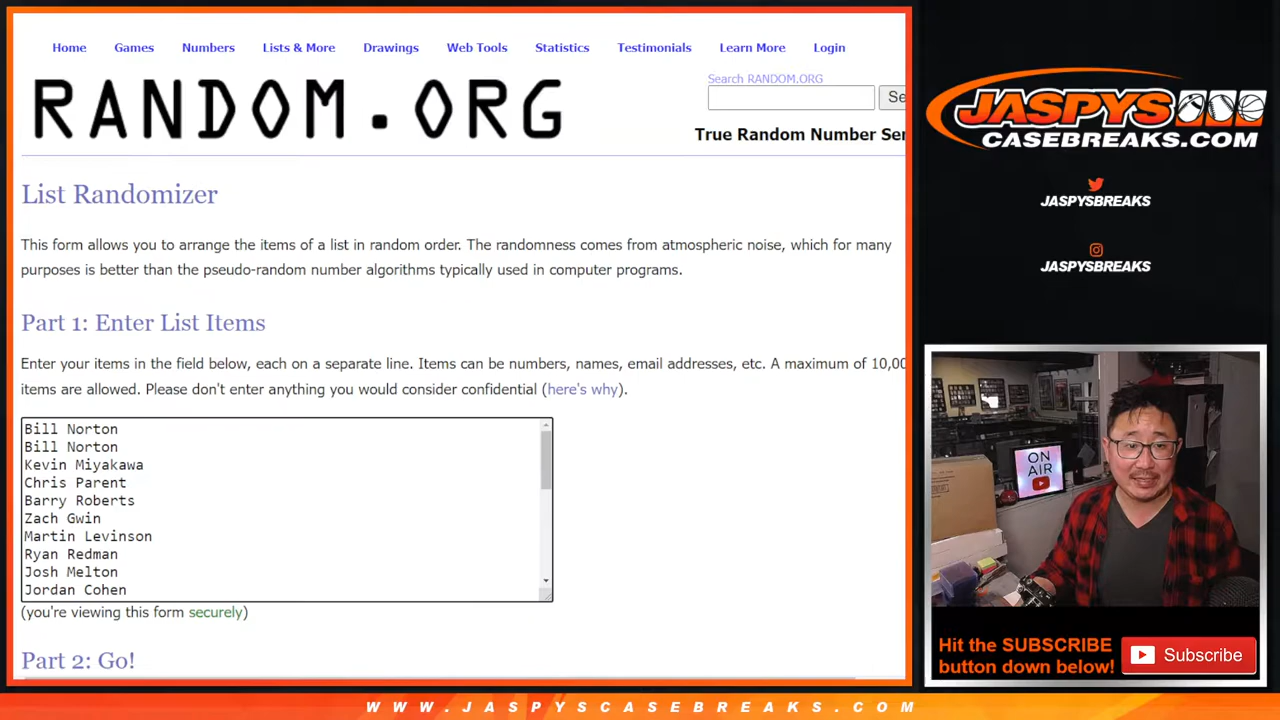 Home Games Numbers Lists & More Drawings Web Tools Statistics Testimonials Learn More Login
RANDOM.ORG
Search RANDOM.ORG
Se
True Random Number Ser
List Randomizer
This form allows you to arrange the items of a list in random order. The randomness comes from atmospheric noise, which for many
purposes is better than the pseudo-random number algorithms typically used in computer programs.
Part 1: Enter List Items
Enter your items in the field below, each on a separate line. Items can be numbers, names, email addresses, etc. A maximum of 10,00
items are allowed. Please don't enter anything you would consider confidential (here's why).
Bill Norton
Bill Norton
Kevin Miyakawa
Chris Parent
Barry Roberts
Zach Gwin
Martin Levinson
Ryan Redman
Josh Melton
Jordan Cohen
(you're viewing this form securely)
Part 2: Go!
JASPYS
CASEBREAKS.COM
JASPYSBREAKS
JASPYSBREAKS
ON
AIR
Hit the SUBSCRIBE
button down below!
Subscribe
WWW.JASPYSCASEBREAKS.COM